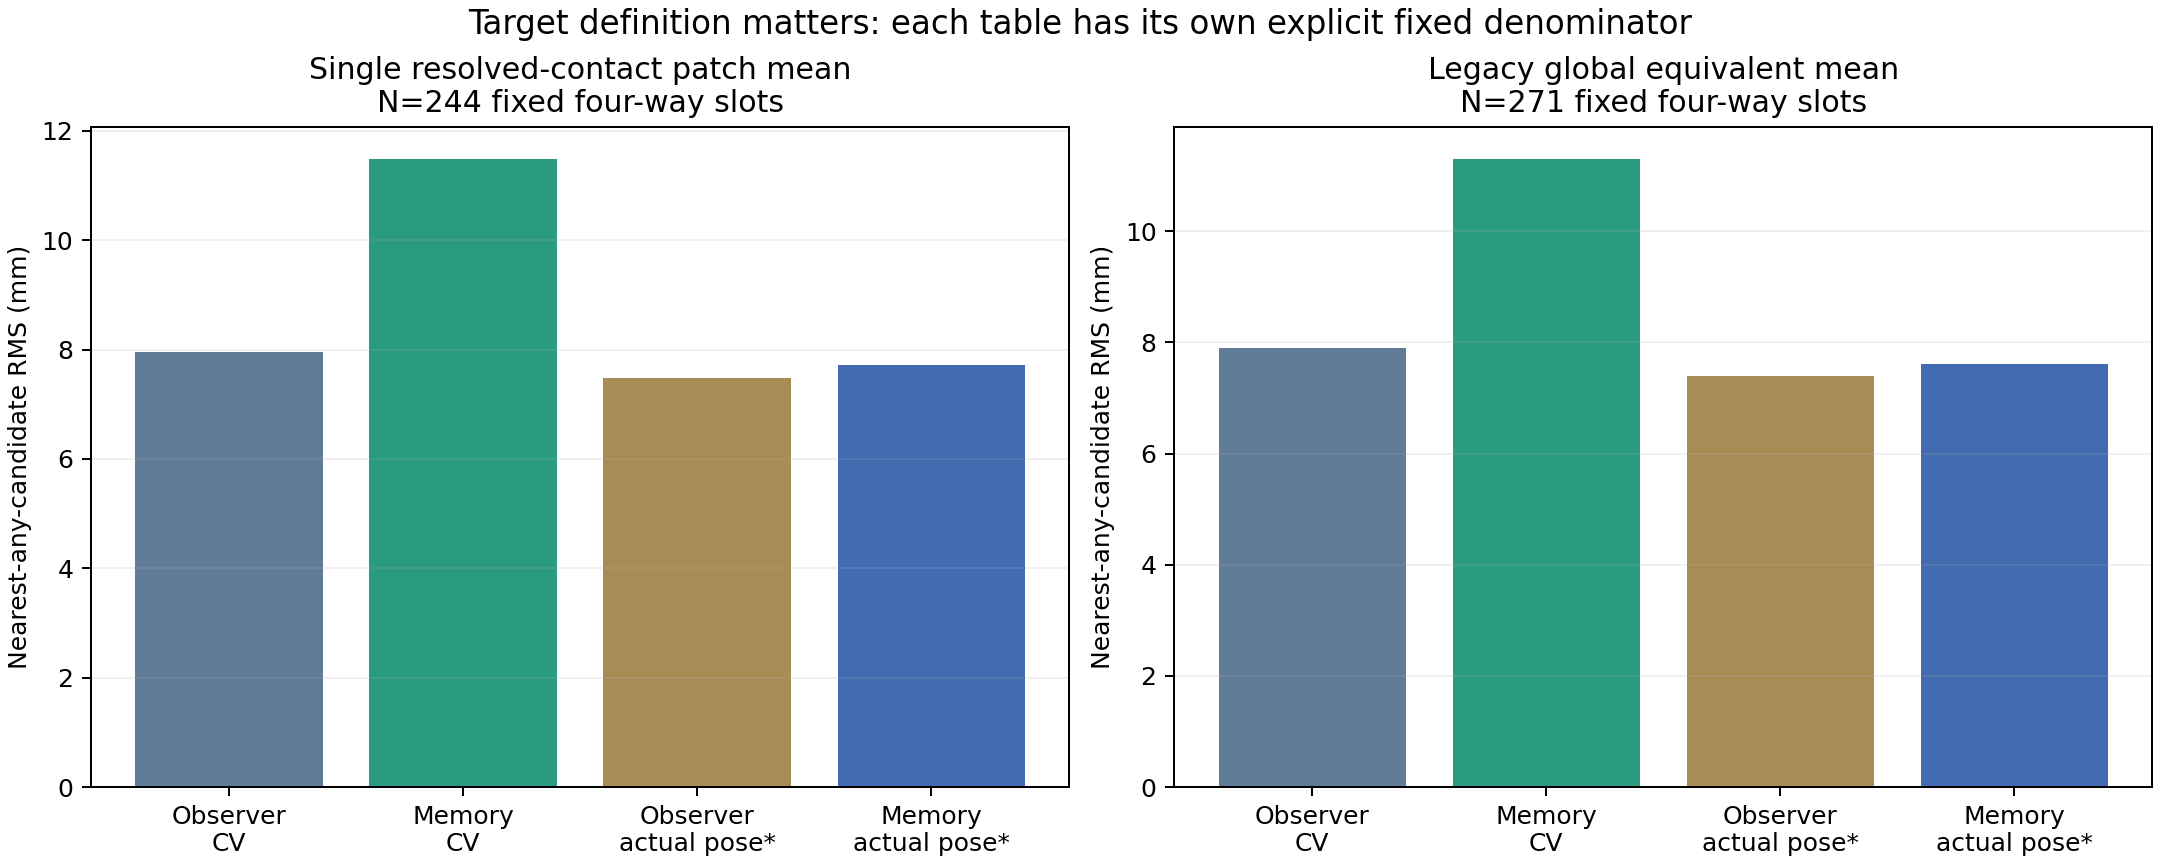 Target definition matters: each table has its own explicit fixed denominator
Single resolved-contact patch mean
N=244 fixed four-way slots
Nearest-any-candidate RMS (mm)
12
10
8
6
4
2
0
Observer
CV
Memory
CV
Observer
actual pose*
Memory
actual pose*
Legacy global equivalent mean
N=271 fixed four-way slots
Nearest-any-candidate RMS (mm)
10
8
6
4
2
0
Observer
CV
Memory
CV
Observer
actual pose*
Memory
actual pose*